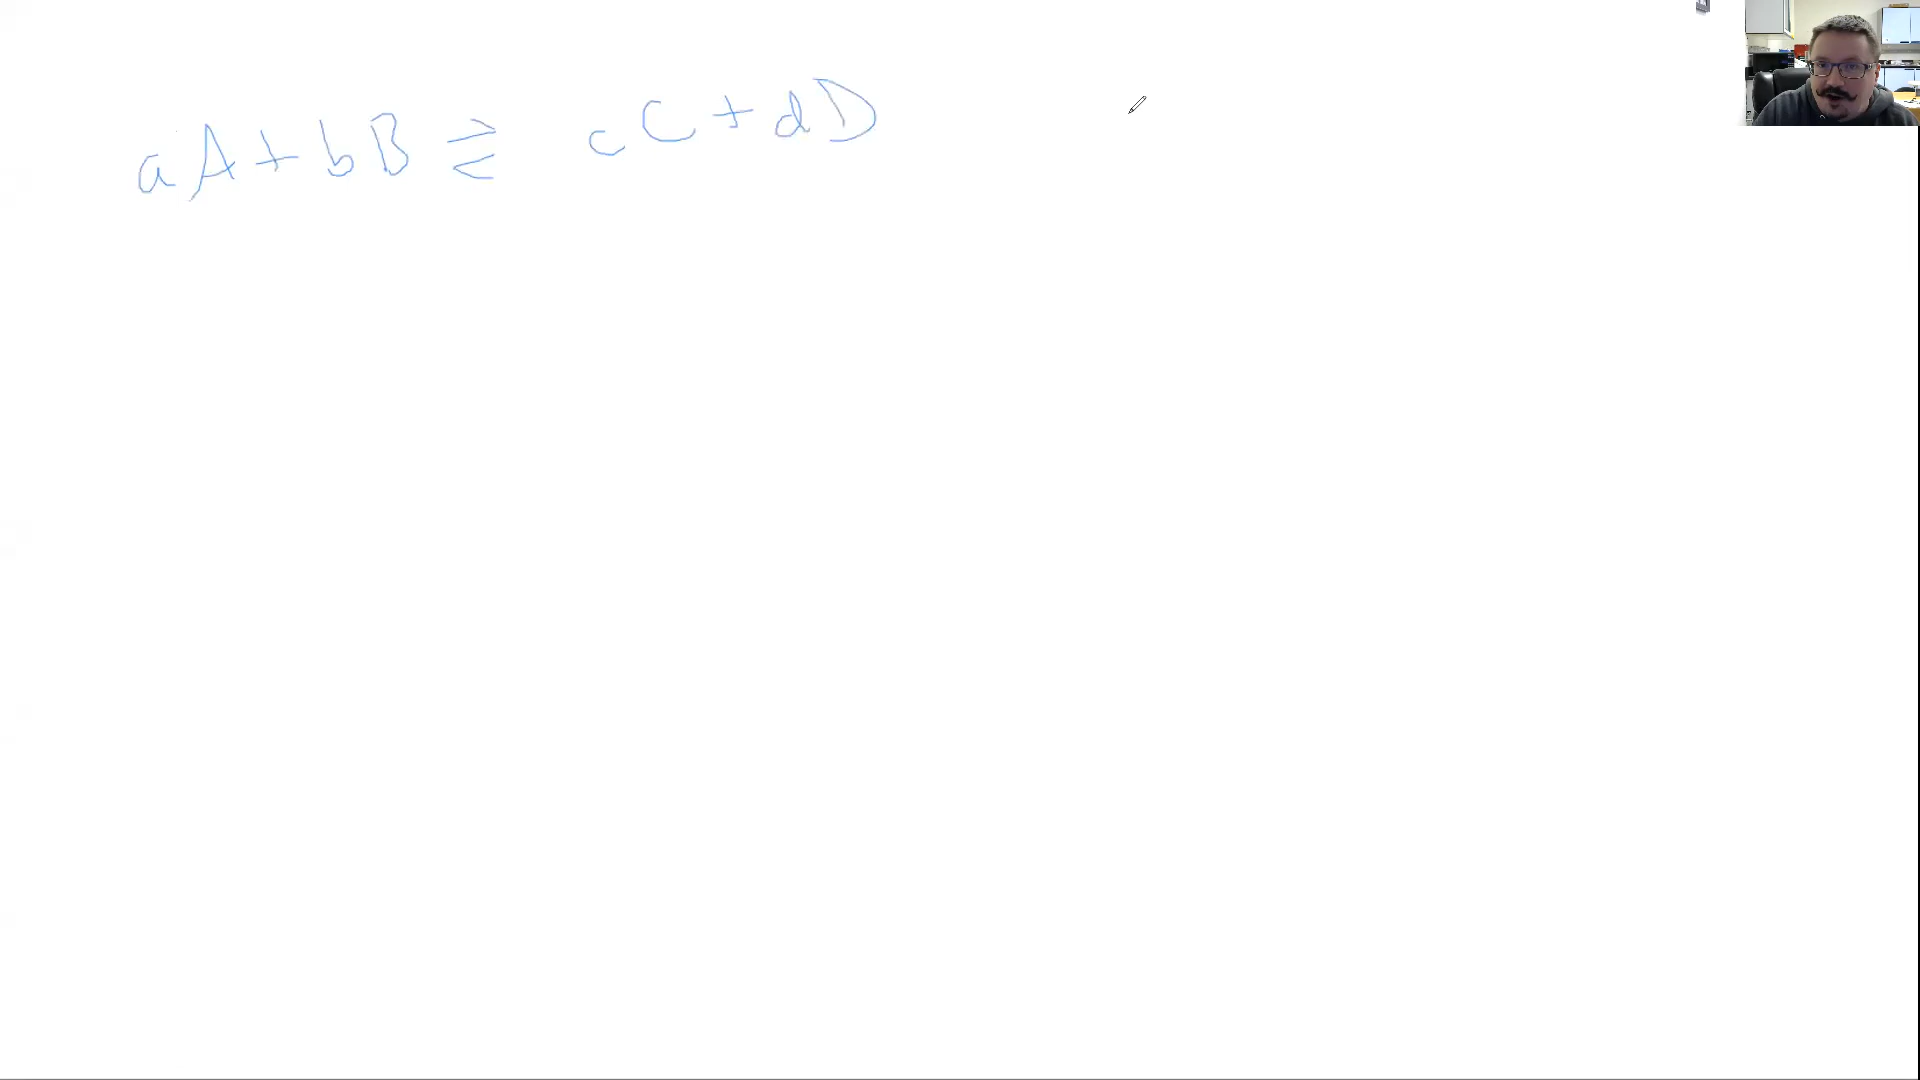 aA + bB ⇌ cC + dD